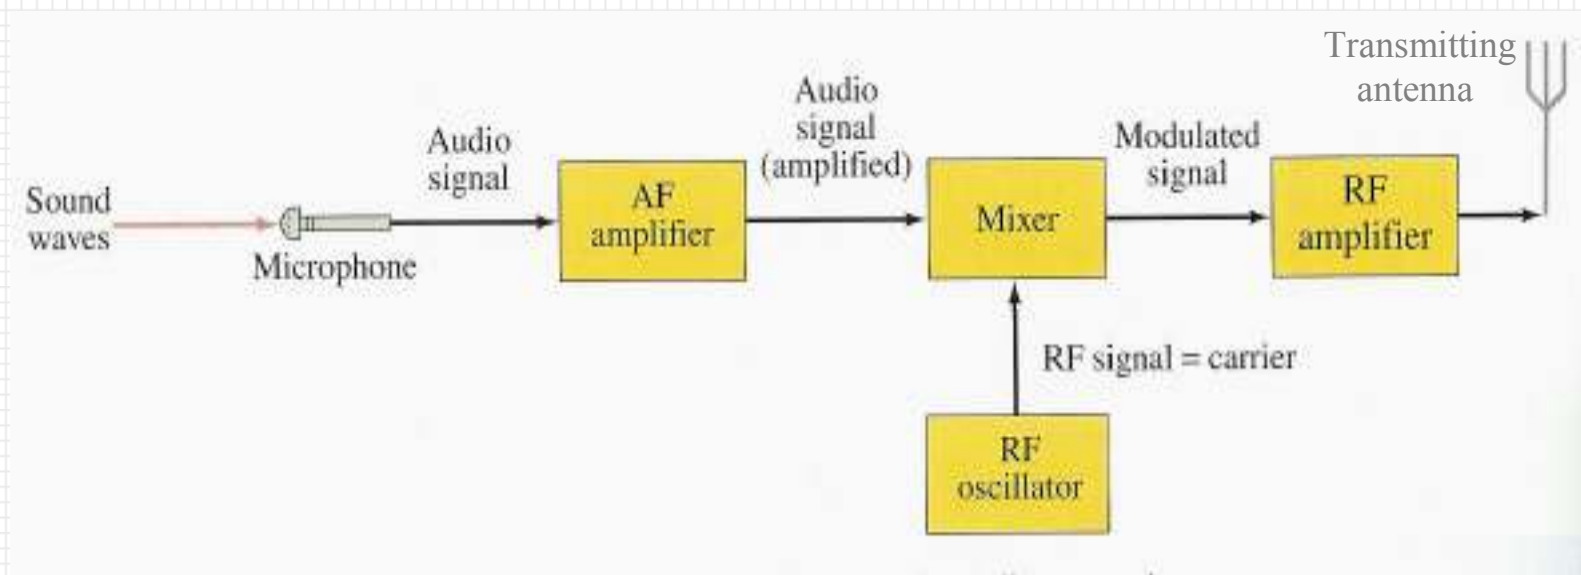 Sound
waves
Microphone
Audio
signal
AF
amplifier
Audio
signal
(amplified)
Mixer
RF signal = carrier
RF
oscillator
Modulated
signal
RF
amplifier
Transmitting
antenna